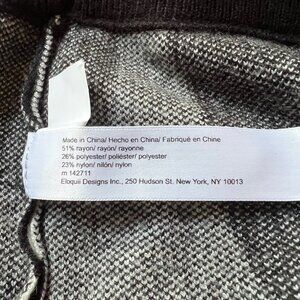 Made in China/ Hecho en China/ Fabriqué en Chine
51% rayon/ rayón/ rayonne
26% polyester/ poliéster/ polyester
23% nylon/ nilón/ nylon
m 142711
Eloquii Designs Inc., 250 Hudson St. New York, NY 10013